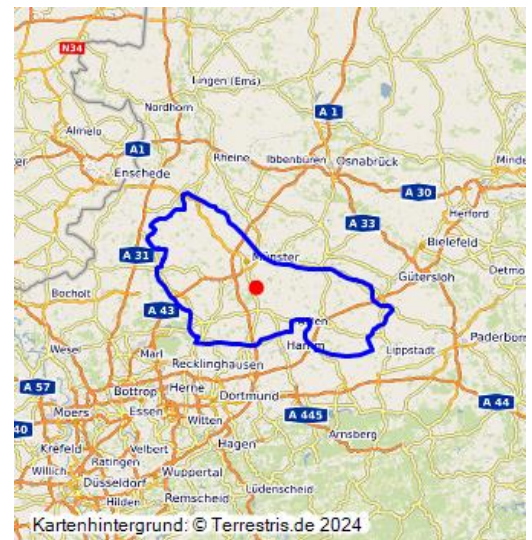 N34
Lingen (Ems)
Nordhorn
A 1
Almelo
A1
Rheine
Ibbenbüren
Osnabrück
Minde
Enschede
A 30
Herford
A 33
Bielefeld
A 31
Münster
Gütersloh
Detmo
Bocholt
A 43
Hamm
Lippstadt
Paderborn
Wesel
Marl
Recklinghausen
A 57
Bottrop
Herne
Dortmund
A 44
Moers
Essen
Witten
A 445
40
Arnsberg
Krefeld
Velbert
Hagen
Willich
Ratingen
Wuppertal
Düsseldorf
Lüdenscheid
Hilden
Remscheid
Kartenhintergrund: © Terrestris.de 2024